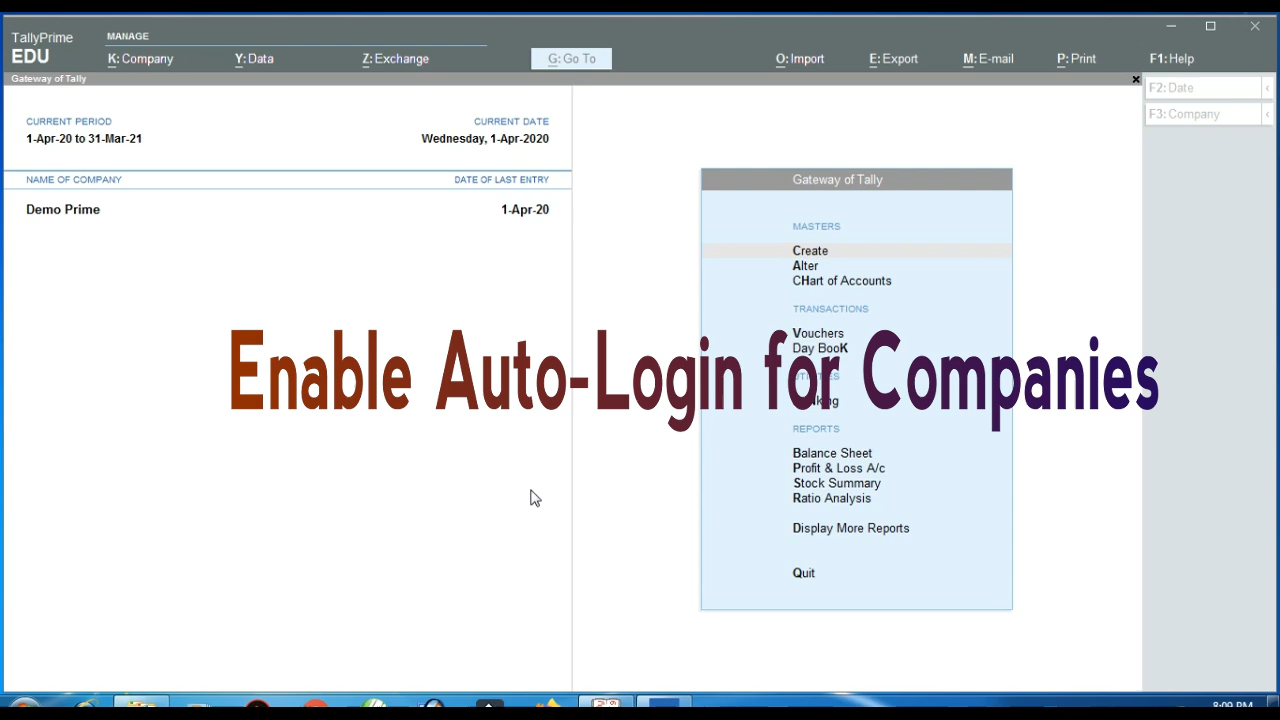 TallyPrime
EDU
MANAGE
K: Company
Y: Data
Z: Exchange
G: Go To
O: Import
E: Export
M: E-mail
P: Print
F1: Help
Gateway of Tally
F2: Date
F3: Company
CURRENT PERIOD
CURRENT DATE
1-Apr-20 to 31-Mar-21
Wednesday, 1-Apr-2020
NAME OF COMPANY
DATE OF LAST ENTRY
Demo Prime
1-Apr-20
Gateway of Tally
MASTERS
Create
Alter
CHart of Accounts
TRANSACTIONS
Vouchers
Day BooK
Enable Auto-Login for Companies
REPORTS
Balance Sheet
Profit & Loss A/c
Stock Summary
Ratio Analysis
Display More Reports
Quit
8:09 PM